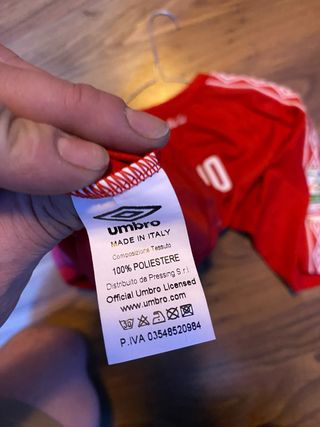 umbro
MADE IN ITALY
Composizione Tessuto
100% POLIESTERE
Distribuito da Pressing S.r.l
Official Umbro Licensed
www.umbro.com
P.IVA 03548520984
10